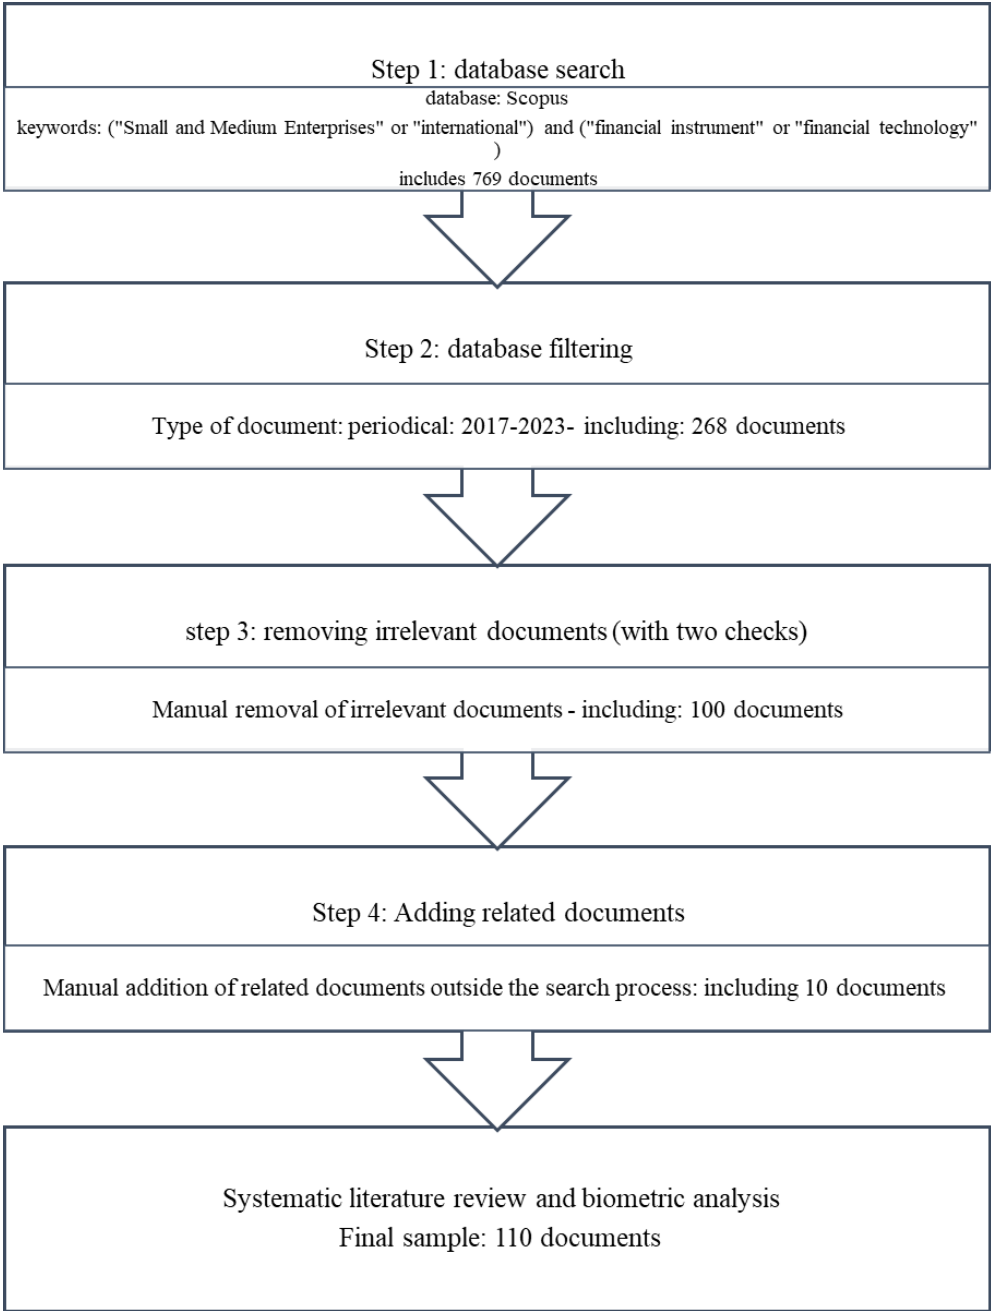 Step 1: database search
database: Scopus
keywords: ("Small and Medium Enterprises" or "international") and ("financial instrument" or "financial technology"
)
includes 769 documents
Step 2: database filtering
Type of document: periodical: 2017-2023- including: 268 documents
step 3: removing irrelevant documents (with two checks)
Manual removal of irrelevant documents - including: 100 documents
Step 4: Adding related documents
Manual addition of related documents outside the search process: including 10 documents
Systematic literature review and biometric analysis
Final sample: 110 documents